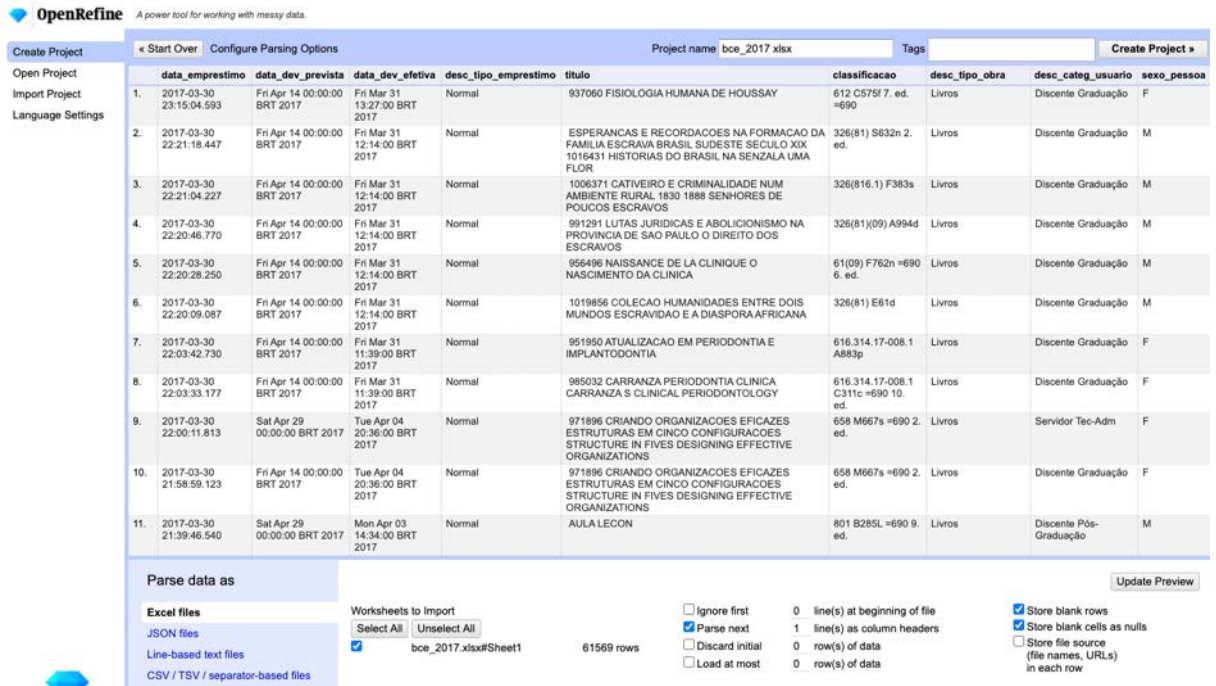 OpenRefine A power tool for working with messy data.
Create Project
Open Project
Import Project
Language Settings
« Start Over Configure Parsing Options Project name bce_2017 xlsx Tags Create Project »
data_emprestimo data_dev_prevista data_dev_efetiva desc_tipo_emprestimo titulo classificacao desc_tipo_obra desc_categ_usuario sexo_pessoa
1. 2017-03-30 23:15:04.593 Fri Apr 14 00:00:00 BRT 2017 Fri Mar 31 13:27:00 BRT 2017 Normal 937060 FISIOLOGIA HUMANA DE HOUSSAY 612 C575f 7. ed. =690 Livros Discente Graduação F
2. 2017-03-30 22:21:18.447 Fri Apr 14 00:00:00 BRT 2017 Fri Mar 31 12:14:00 BRT 2017 Normal ESPERANCAS E RECORDACOES NA FORMACAO DA FAMILIA ESCRAVA BRASIL SUDESTE SECULO XIX 1016431 HISTORIAS DO BRASIL NA SENZALA UMA FLOR 326(81) S632n 2. ed. Livros Discente Graduação M
3. 2017-03-30 22:21:04.227 Fri Apr 14 00:00:00 BRT 2017 Fri Mar 31 12:14:00 BRT 2017 Normal 1006371 CATIVEIRO E CRIMINALIDADE NUM AMBIENTE RURAL 1830 1888 SENHORES DE POUCOS ESCRAVOS 326(816.1) F383s Livros Discente Graduação M
4. 2017-03-30 22:20:46.770 Fri Apr 14 00:00:00 BRT 2017 Fri Mar 31 12:14:00 BRT 2017 Normal 991291 LUTAS JURIDICAS E ABOLICIONISMO NA PROVINCIA DE SAO PAULO O DIREITO DOS ESCRAVOS 326(81)(09) A994d Livros Discente Graduação M
5. 2017-03-30 22:20:28.250 Fri Apr 14 00:00:00 BRT 2017 Fri Mar 31 12:14:00 BRT 2017 Normal 956496 NAISSANCE DE LA CLINIQUE O NASCIMENTO DA CLINICA 61(09) F762n =690 6. ed. Livros Discente Graduação M
6. 2017-03-30 22:20:09.087 Fri Apr 14 00:00:00 BRT 2017 Fri Mar 31 12:14:00 BRT 2017 Normal 1019856 COLECAO HUMANIDADES ENTRE DOIS MUNDOS ESCRAVIDAO E A DIASPORA AFRICANA 326(81) E61d Livros Discente Graduação M
7. 2017-03-30 22:03:42.730 Fri Apr 14 00:00:00 BRT 2017 Fri Mar 31 11:39:00 BRT 2017 Normal 951950 ATUALIZACAO EM PERIODONTIA E IMPLANTODONTIA 616.314.17-008.1 A883p Livros Discente Graduação F
8. 2017-03-30 22:03:33.177 Fri Apr 14 00:00:00 BRT 2017 Fri Mar 31 11:39:00 BRT 2017 Normal 985032 CARRANZA PERIODONTIA CLINICA CARRANZA S CLINICAL PERIODONTOLOGY 616.314.17-008.1 C311c =690 10. ed. Livros Discente Graduação F
9. 2017-03-30 22:00:11.813 Sat Apr 29 00:00:00 BRT 2017 Tue Apr 04 20:36:00 BRT 2017 Normal 971896 CRIANDO ORGANIZACOES EFICAZES ESTRUTURAS EM CINCO CONFIGURACOES STRUCTURE IN FIVES DESIGNING EFFECTIVE ORGANIZATIONS 658 M667s =690 2. ed. Livros Servidor Tec-Adm F
10. 2017-03-30 21:58:59.123 Fri Apr 14 00:00:00 BRT 2017 Tue Apr 04 20:36:00 BRT 2017 Normal 971896 CRIANDO ORGANIZACOES EFICAZES ESTRUTURAS EM CINCO CONFIGURACOES STRUCTURE IN FIVES DESIGNING EFFECTIVE ORGANIZATIONS 658 M667s =690 2. ed. Livros Discente Graduação F
11. 2017-03-30 21:39:46.540 Sat Apr 29 00:00:00 BRT 2017 Mon Apr 03 14:34:00 BRT 2017 Normal AULA LECON 801 B285L =690 9. ed. Livros Discente Pós-Graduação M
Parse data as Update Preview
Excel files
JSON files
Line-based text files
CSV / TSV / separator-based files
Worksheets to Import
Select All Unselect All
bce_2017.xlsx#Sheet1 61569 rows
Ignore first 0 line(s) at beginning of file
Parse next 1 line(s) as column headers
Discard initial 0 row(s) of data
Load at most 0 row(s) of data
Store blank rows
Store blank cells as nulls
Store file source
(file names, URLs)
in each row